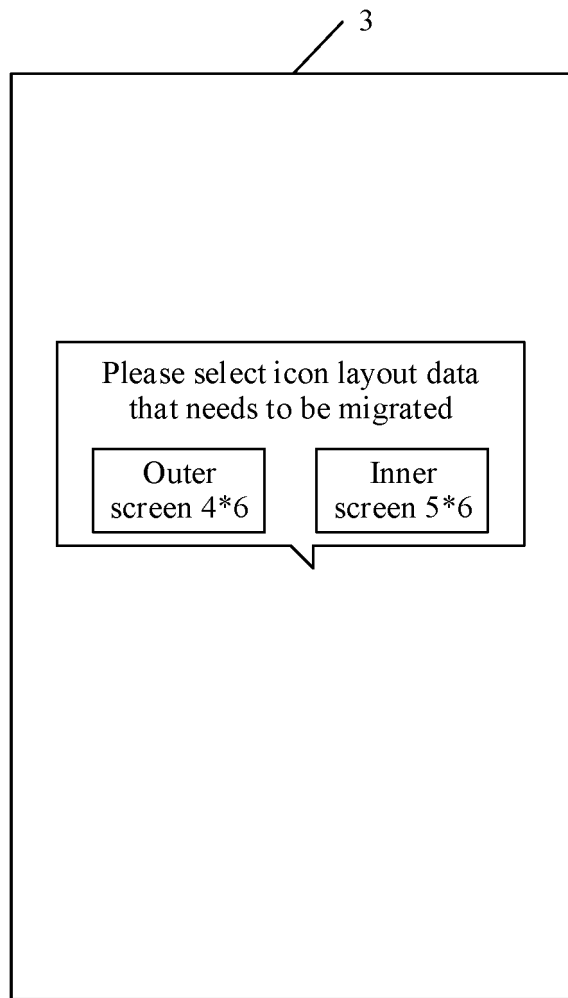 3
Please select icon layout data
that needs to be migrated
Outer
screen 4*6
Inner
screen 5*6